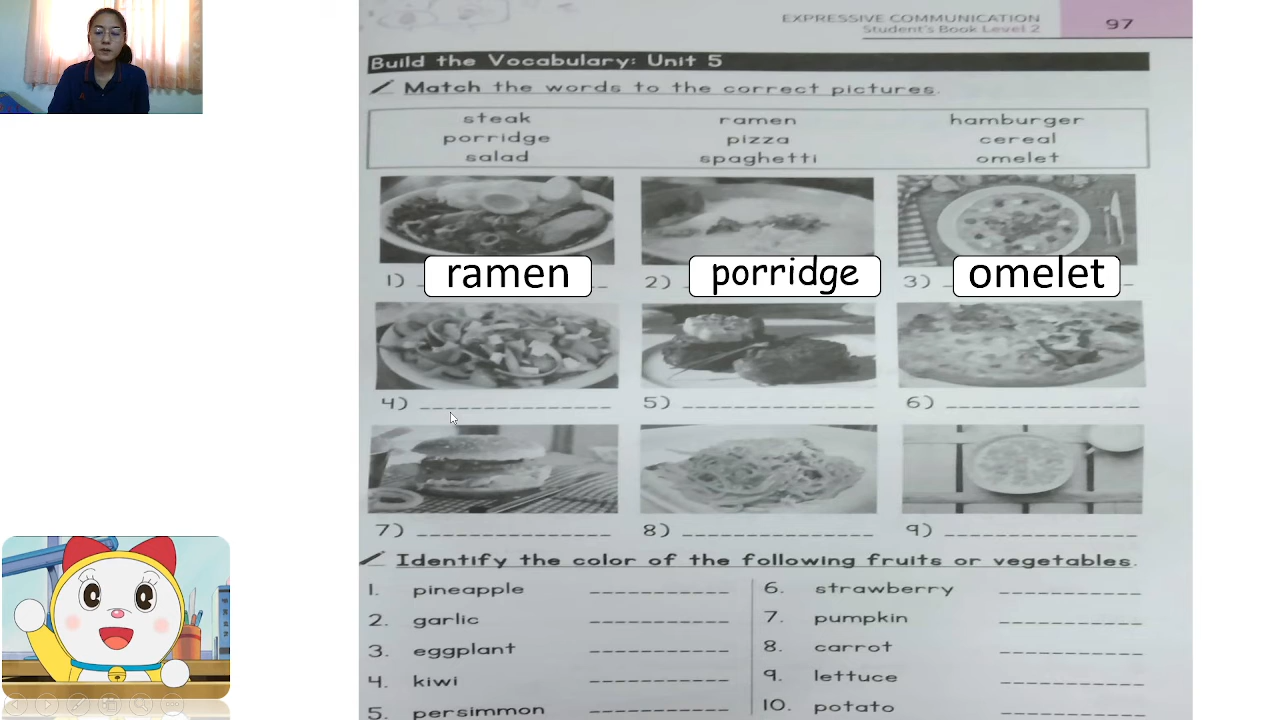 EXPRESSIVE COMMUNICATION
Student's Book Level 2
97
Build the Vocabulary: Unit 5
Match the words to the correct pictures.
steak ramen hamburger
porridge pizza cereal
salad spaghetti omelet
1) ramen 2) porridge 3) omelet
4) 5) 6)
7) 8) 9)
Identify the color of the following fruits or vegetables.
1. pineapple
2. garlic
3. eggplant
4. kiwi
5. persimmon
6. strawberry
7. pumpkin
8. carrot
9. lettuce
10. potato